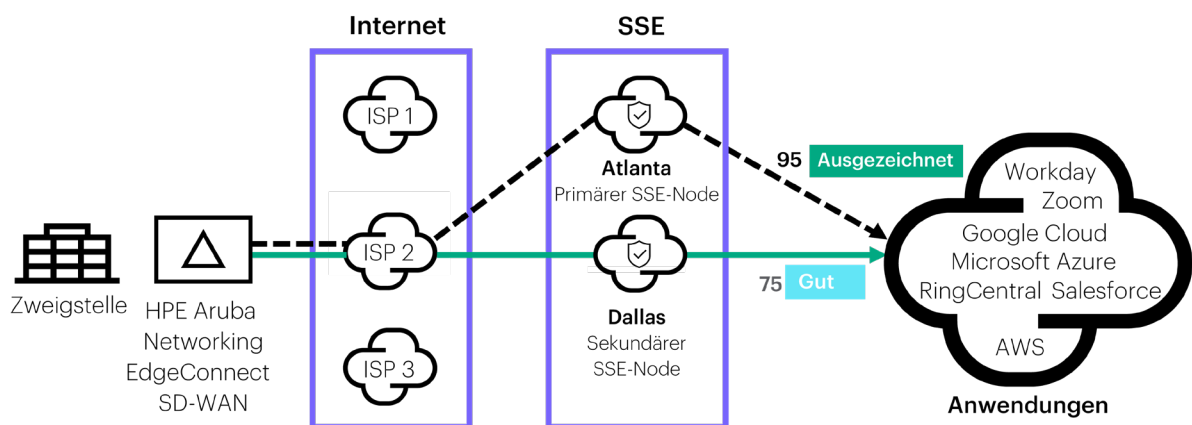 Internet
SSE
ISP 1
Atlanta
Primärer SSE-Node
95 Ausgezeichnet
Workday
Zoom
Google Cloud
Microsoft Azure
RingCentral Salesforce
AWS
Anwendungen
Zweigstelle
HPE Aruba
Networking
EdgeConnect
SD-WAN
ISP 2
75 Gut
Dallas
Sekundärer
SSE-Node
ISP 3